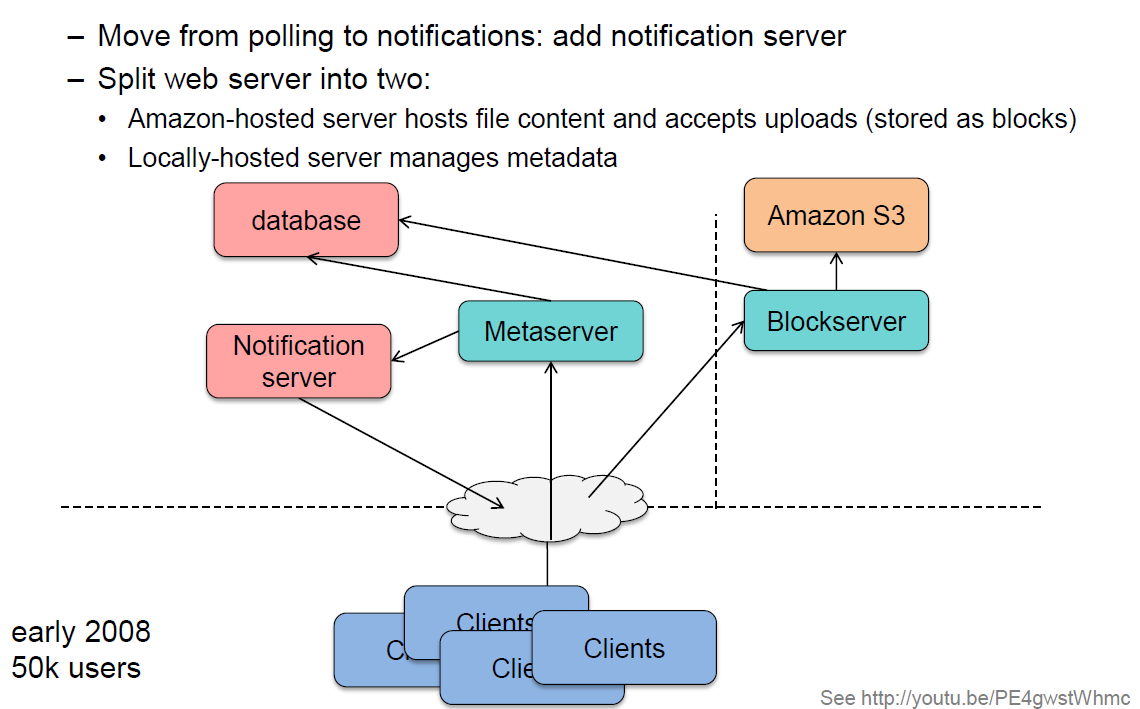 – Move from polling to notifications: add notification server
– Split web server into two:
• Amazon-hosted server hosts file content and accepts uploads (stored as blocks)
• Locally-hosted server manages metadata
database
Amazon S3
Metaserver
Blockserver
Notification
server
Clients
Clie
C
Clients
early 2008
50k users
See http://youtu.be/PE4gwstWhmc